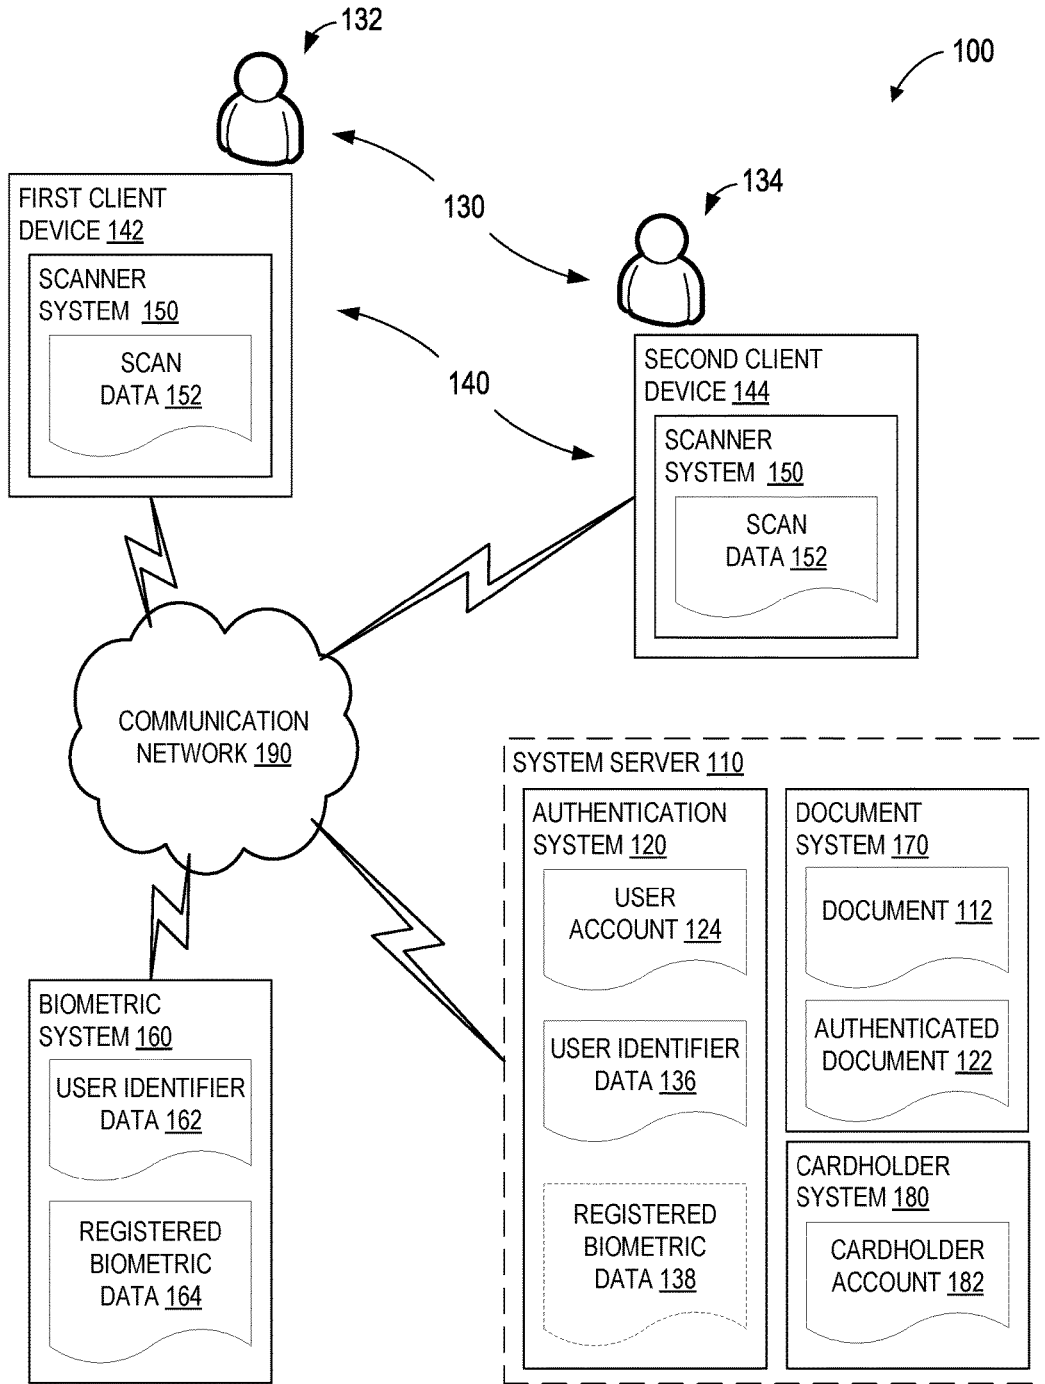 132
100
130
134
FIRST CLIENT
DEVICE 142
SCANNER
SYSTEM 150
SCAN
DATA 152
140
SECOND CLIENT
DEVICE 144
SCANNER
SYSTEM 150
SCAN
DATA 152
COMMUNICATION
NETWORK 190
SYSTEM SERVER 110
AUTHENTICATION
SYSTEM 120
USER
ACCOUNT 124
USER IDENTIFIER
DATA 136
REGISTERED
BIOMETRIC
DATA 138
DOCUMENT
SYSTEM 170
DOCUMENT 112
AUTHENTICATED
DOCUMENT 122
CARDHOLDER
SYSTEM 180
CARDHOLDER
ACCOUNT 182
BIOMETRIC
SYSTEM 160
USER IDENTIFIER
DATA 162
REGISTERED
BIOMETRIC
DATA 164